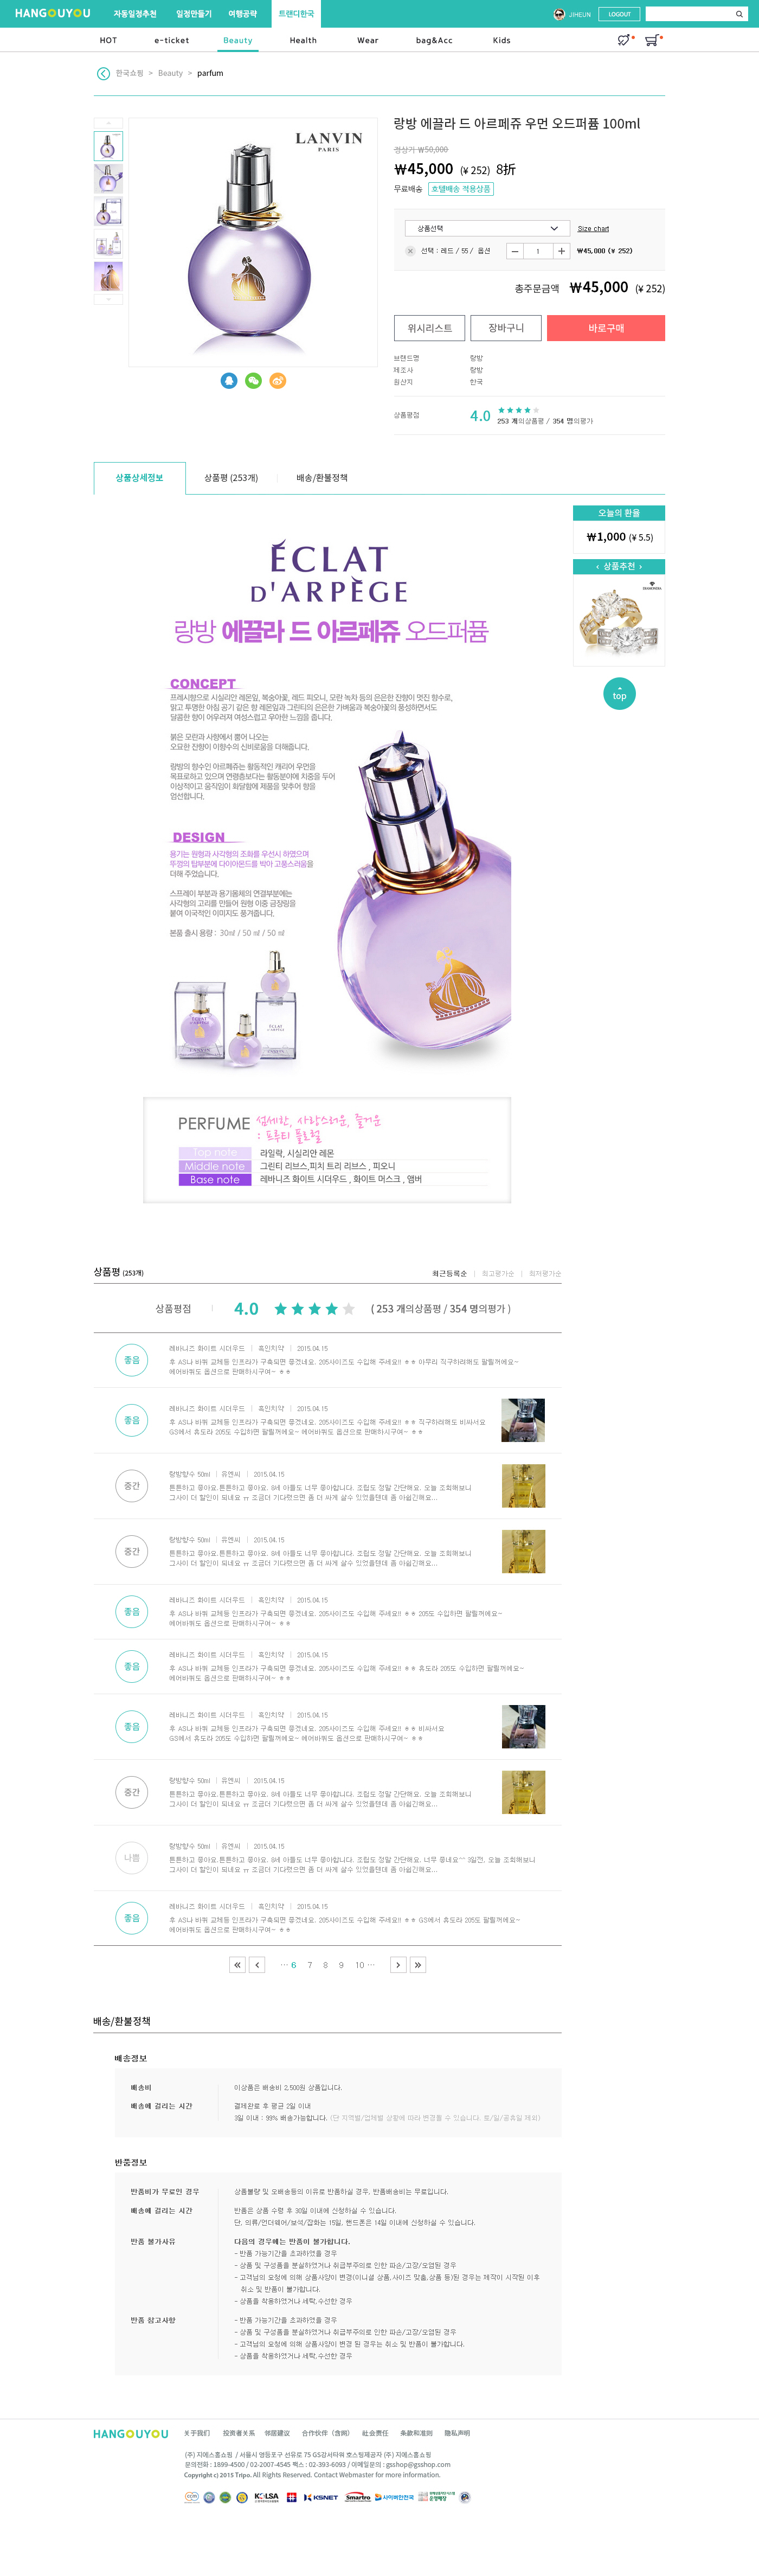 HANGOUYOU 자동일정추천 일정만들기 여행공략 트랜디한국 JIHEUN LOGOUT
HOT e-ticket Beauty Health Wear bag&Acc Kids
한국쇼핑 > Beauty > parfum
LANVIN
PARIS
랑방 에끌라 드 아르페쥬 우먼 오드퍼퓸 100ml
정상가 ₩50,000
₩45,000 (¥ 252) 8折
무료배송 호텔배송 적용상품
상품선택 Size chart
선택 : 레드 / 55 / 옵션 1 ₩45,000 (¥ 252)
총주문금액 ₩45,000 (¥ 252)
위시리스트 장바구니 바로구매
브랜드명 랑방
제조사 랑방
원산지 한국
상품평점 4.0
253 개의상품평 / 354 명의평가
상품상세정보 상품평 (253개) 배송/환불정책
오늘의 환율
₩1,000 (¥ 5.5)
‹ 상품추천 ›
top
ÉCLAT
D'ARPÈGE
랑방 에끌라 드 아르페쥬 오드퍼퓸
CONCEPT
프레시함으로 시실리안 레몬잎, 복숭아꽃, 레드 피오니, 모란 녹차 등의 은은한 잔향이 멋진 향수로,
맑고 투명한 아침 공기 같은 향 레몬잎과 그린티의 은은한 가벼움과 복숭아꽃의 풍성하면서도
달콤한 향이 어우러져 여성스럽고 우아한 느낌을 줍니다.
붉은 모란과 사향에서 뿜어 나오는
오묘한 잔향이 이향수의 신비로움을 더해줍니다.
랑방의 향수인 아르페쥬는 활동적인 캐리어 우먼을
목표로하고 있으며 연령층보다는 활동분야에 치중을 두어
이상적이고 움직임이 화달함에 제품을 맞추어 향을
엄선합니다.
DESIGN
용기는 원형과 사각형의 조화를 우선시 하였으며
뚜껑의 탑부분에 다이아몬드를 박아 고품스러움을
더해 주었습니다.
스프레이 부분과 용기몸체의 연결부분에는
사각형의 고리를 만들어 원형 이중 금장링을
붙여 이국적인 이미지도 풍겨줍니다.
본품 출시 용량 : 30㎖ / 50 ㎖ / 50 ㎖
ÉCLAT
D'ARPÈGE
PERFUME 섬세한, 사랑스러운, 즐거운
: 프루티 플로럴
Top note 라일락, 시실리안 레몬
Middle note 그린티 리브스,피치 트리 리브스 , 피오니
Base note 레바니즈 화이트 시더우드 , 화이트 머스크 , 앰버
상품평 (253개) 최근등록순 | 최고평가순 | 최저평가순
상품평점 | 4.0 ( 253 개의상품평 / 354 명의평가 )
레바니즈 화이트 시더우드 | 흑인치약 | 2015.04.15
좋음
후 AS나 바퀴 교체등 인프라가 구축되면 좋겠네요. 205사이즈도 수입해 주세요!! ㅎㅎ 아무리 직구하려해도 팔릴꺼에요~
에어바퀴도 옵션으로 판매하시구여~ ㅎㅎ
레바니즈 화이트 시더우드 | 흑인치약 | 2015.04.15
좋음
후 AS나 바퀴 교체등 인프라가 구축되면 좋겠네요. 205사이즈도 수입해 주세요!! ㅎㅎ 직구하려해도 비싸서요
GS에서 휴도라 205도 수입하면 팔릴꺼에요~ 에어바퀴도 옵션으로 판매하시구여~ ㅎㅎ
랑방향수 50ml | 유앤씨 | 2015.04.15
중간
튼튼하고 좋아요.튼튼하고 좋아요. 8세 아들도 너무 좋아합니다. 조립도 정말 간단해요. 오늘 조회해보니
그사이 더 할인이 되네요 ㅠ 조금더 기다렸으면 좀 더 싸게 살수 있었을텐데 좀 아쉽긴해요...
랑방향수 50ml | 유앤씨 | 2015.04.15
중간
튼튼하고 좋아요.튼튼하고 좋아요. 8세 아들도 너무 좋아합니다. 조립도 정말 간단해요. 오늘 조회해보니
그사이 더 할인이 되네요 ㅠ 조금더 기다렸으면 좀 더 싸게 살수 있었을텐데 좀 아쉽긴해요...
레바니즈 화이트 시더우드 | 흑인치약 | 2015.04.15
좋음
후 AS나 바퀴 교체등 인프라가 구축되면 좋겠네요. 205사이즈도 수입해 주세요!! ㅎㅎ 205도 수입하면 팔릴꺼에요~
에어바퀴도 옵션으로 판매하시구여~ ㅎㅎ
레바니즈 화이트 시더우드 | 흑인치약 | 2015.04.15
좋음
후 AS나 바퀴 교체등 인프라가 구축되면 좋겠네요. 205사이즈도 수입해 주세요!! ㅎㅎ 휴도라 205도 수입하면 팔릴꺼에요~
에어바퀴도 옵션으로 판매하시구여~ ㅎㅎ
레바니즈 화이트 시더우드 | 흑인치약 | 2015.04.15
좋음
후 AS나 바퀴 교체등 인프라가 구축되면 좋겠네요. 205사이즈도 수입해 주세요!! ㅎㅎ 비싸서요
GS에서 휴도라 205도 수입하면 팔릴꺼에요~ 에어바퀴도 옵션으로 판매하시구여~ ㅎㅎ
랑방향수 50ml | 유앤씨 | 2015.04.15
중간
튼튼하고 좋아요.튼튼하고 좋아요. 8세 아들도 너무 좋아합니다. 조립도 정말 간단해요. 오늘 조회해보니
그사이 더 할인이 되네요 ㅠ 조금더 기다렸으면 좀 더 싸게 살수 있었을텐데 좀 아쉽긴해요...
랑방향수 50ml | 유앤씨 | 2015.04.15
나쁨
튼튼하고 좋아요.튼튼하고 좋아요. 8세 아들도 너무 좋아합니다. 조립도 정말 간단해요. 너무 좋네요^^ 3일전, 오늘 조회해보니
그사이 더 할인이 되네요 ㅠ 조금더 기다렸으면 좀 더 싸게 살수 있었을텐데 좀 아쉽긴해요...
레바니즈 화이트 시더우드 | 흑인치약 | 2015.04.15
좋음
후 AS나 바퀴 교체등 인프라가 구축되면 좋겠네요. 205사이즈도 수입해 주세요!! ㅎㅎ GS에서 휴도라 205도 팔릴꺼에요~
에어바퀴도 옵션으로 판매하시구여~ ㅎㅎ
« ‹ ··· 6 7 8 9 10 ··· › »
배송/환불정책
배송정보
배송비 이상품은 배송비 2,500원 상품입니다.
배송에 걸리는 시간 결제완료 후 평균 2일 이내
3일 이내 : 99% 배송가능합니다. (단 지역별/업체별 상황에 따라 변경될 수 있습니다. 토/일/공휴일 제외)
반품정보
반품비가 무료인 경우 상품불량 및 오배송등의 이유로 반품하실 경우, 반품배송비는 무료입니다.
배송에 걸리는 시간 반품은 상품 수령 후 30일 이내에 신청하실 수 있습니다.
단, 의류/언더웨어/보석/잡화는 15일, 핸드폰은 14일 이내에 신청하실 수 있습니다.
반품 불가사유 다음의 경우에는 반품이 불가합니다.
- 반품 가능기간을 초과하였을 경우
- 상품 및 구성품을 분실하였거나 취급부주의로 인한 파손/고장/오염된 경우
- 고객님의 요청에 의해 상품사양이 변경(이니셜 상품,사이즈 맞춤,상품 등)된 경우는 제작이 시작된 이후
취소 및 반품이 불가합니다.
- 상품을 착용하였거나 세탁,수선한 경우
반품 참고사항 - 반품 가능기간을 초과하였을 경우
- 상품 및 구성품을 분실하였거나 취급부주의로 인한 파손/고장/오염된 경우
- 고객님의 요청에 의해 상품사양이 변경 된 경우는 취소 및 반품이 불가합니다.
- 상품을 착용하였거나 세탁,수선한 경우
HANGOUYOU 关于我们 投资者关系 邻居建议 合作伙伴（含网） 社会责任 条款和准则 隐私声明
(주) 지에스홈쇼핑 / 서울시 영등포구 선유로 75 GS강서타워 호스팅제공자 (주) 지에스홈쇼핑
문의전화 : 1899-4500 / 02-2007-4545 팩스 : 02-393-6093 / 이메일문의 : gsshop@gsshop.com
Copyright c) 2015 Tripo. All Rights Reserved. Contact Webmaster for more information.
KOLSA KSNET Smartro 사이버안전국